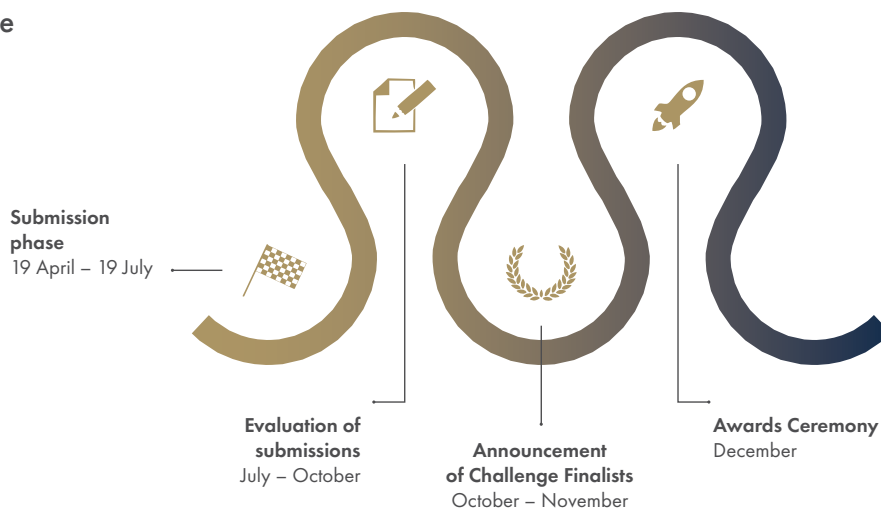 e
Submission
phase
19 April – 19 July
Evaluation of
submissions
July – October
Announcement
of Challenge Finalists
October – November
Awards Ceremony
December